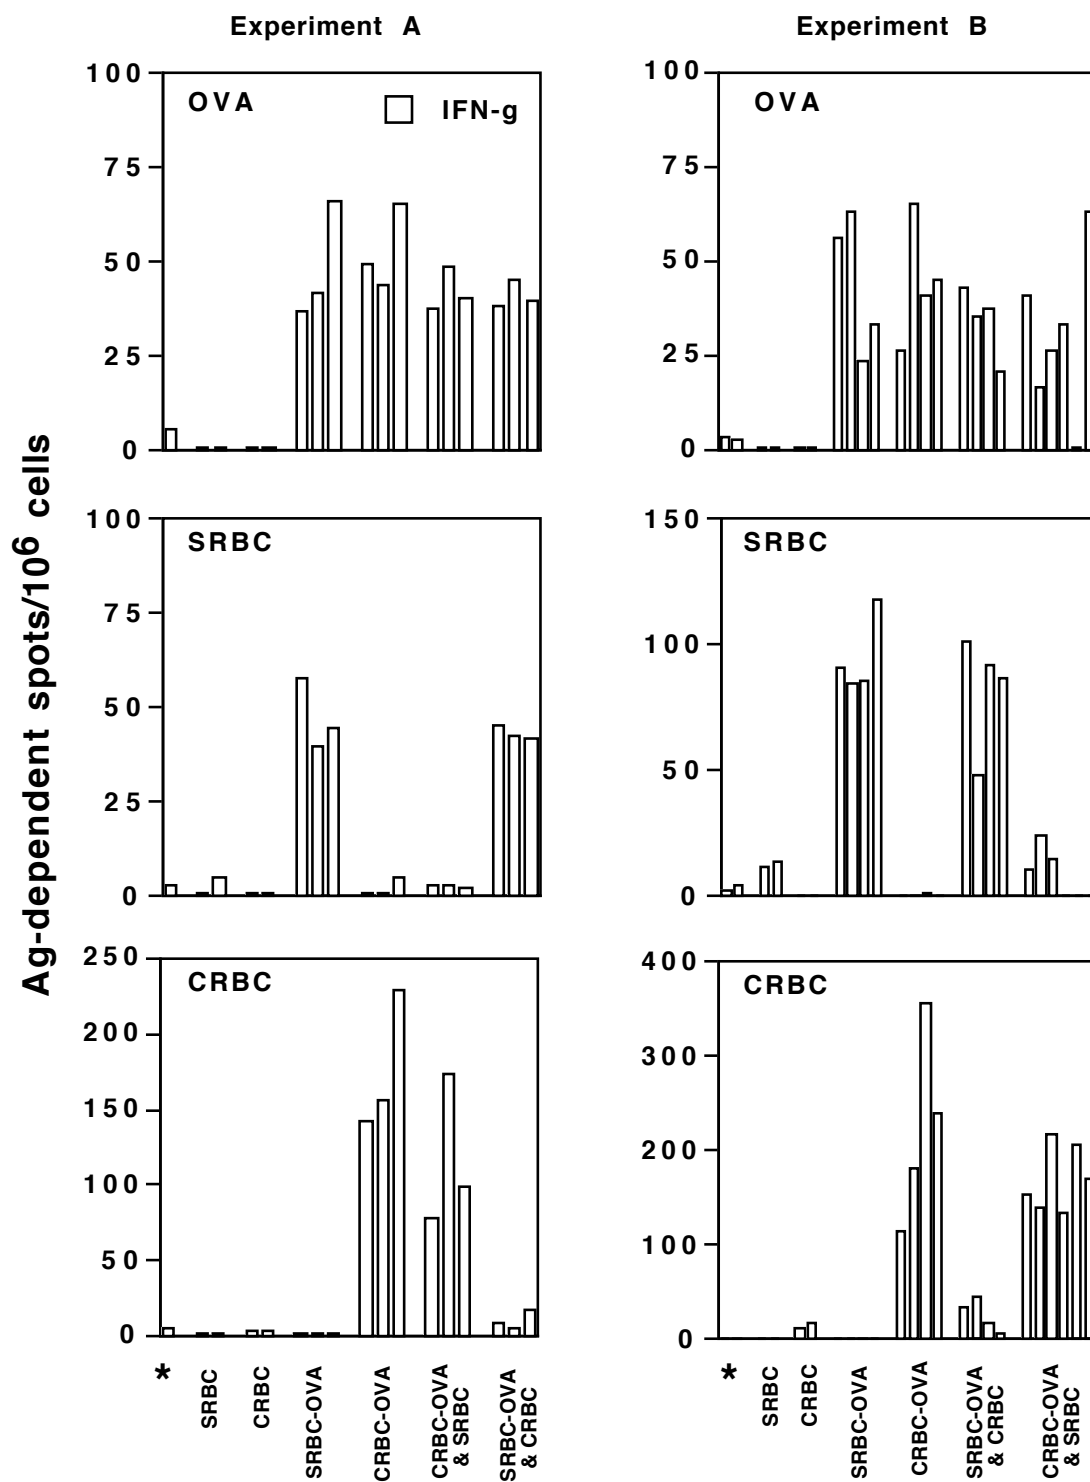 Experiment A
Experiment B
Ag-dependent spots/10⁶ cells
100
75
50
25
0
OVA
IFN-g
100
75
50
25
0
OVA
100
75
50
25
0
SRBC
150
100
50
0
SRBC
250
200
150
100
50
0
CRBC
400
300
200
100
0
CRBC
*
SRBC
CRBC
SRBC-OVA
CRBC-OVA
CRBC-OVA
& SRBC
SRBC-OVA
& CRBC
*
SRBC
CRBC
SRBC-OVA
CRBC-OVA
SRBC-OVA
& CRBC
CRBC-OVA
& SRBC